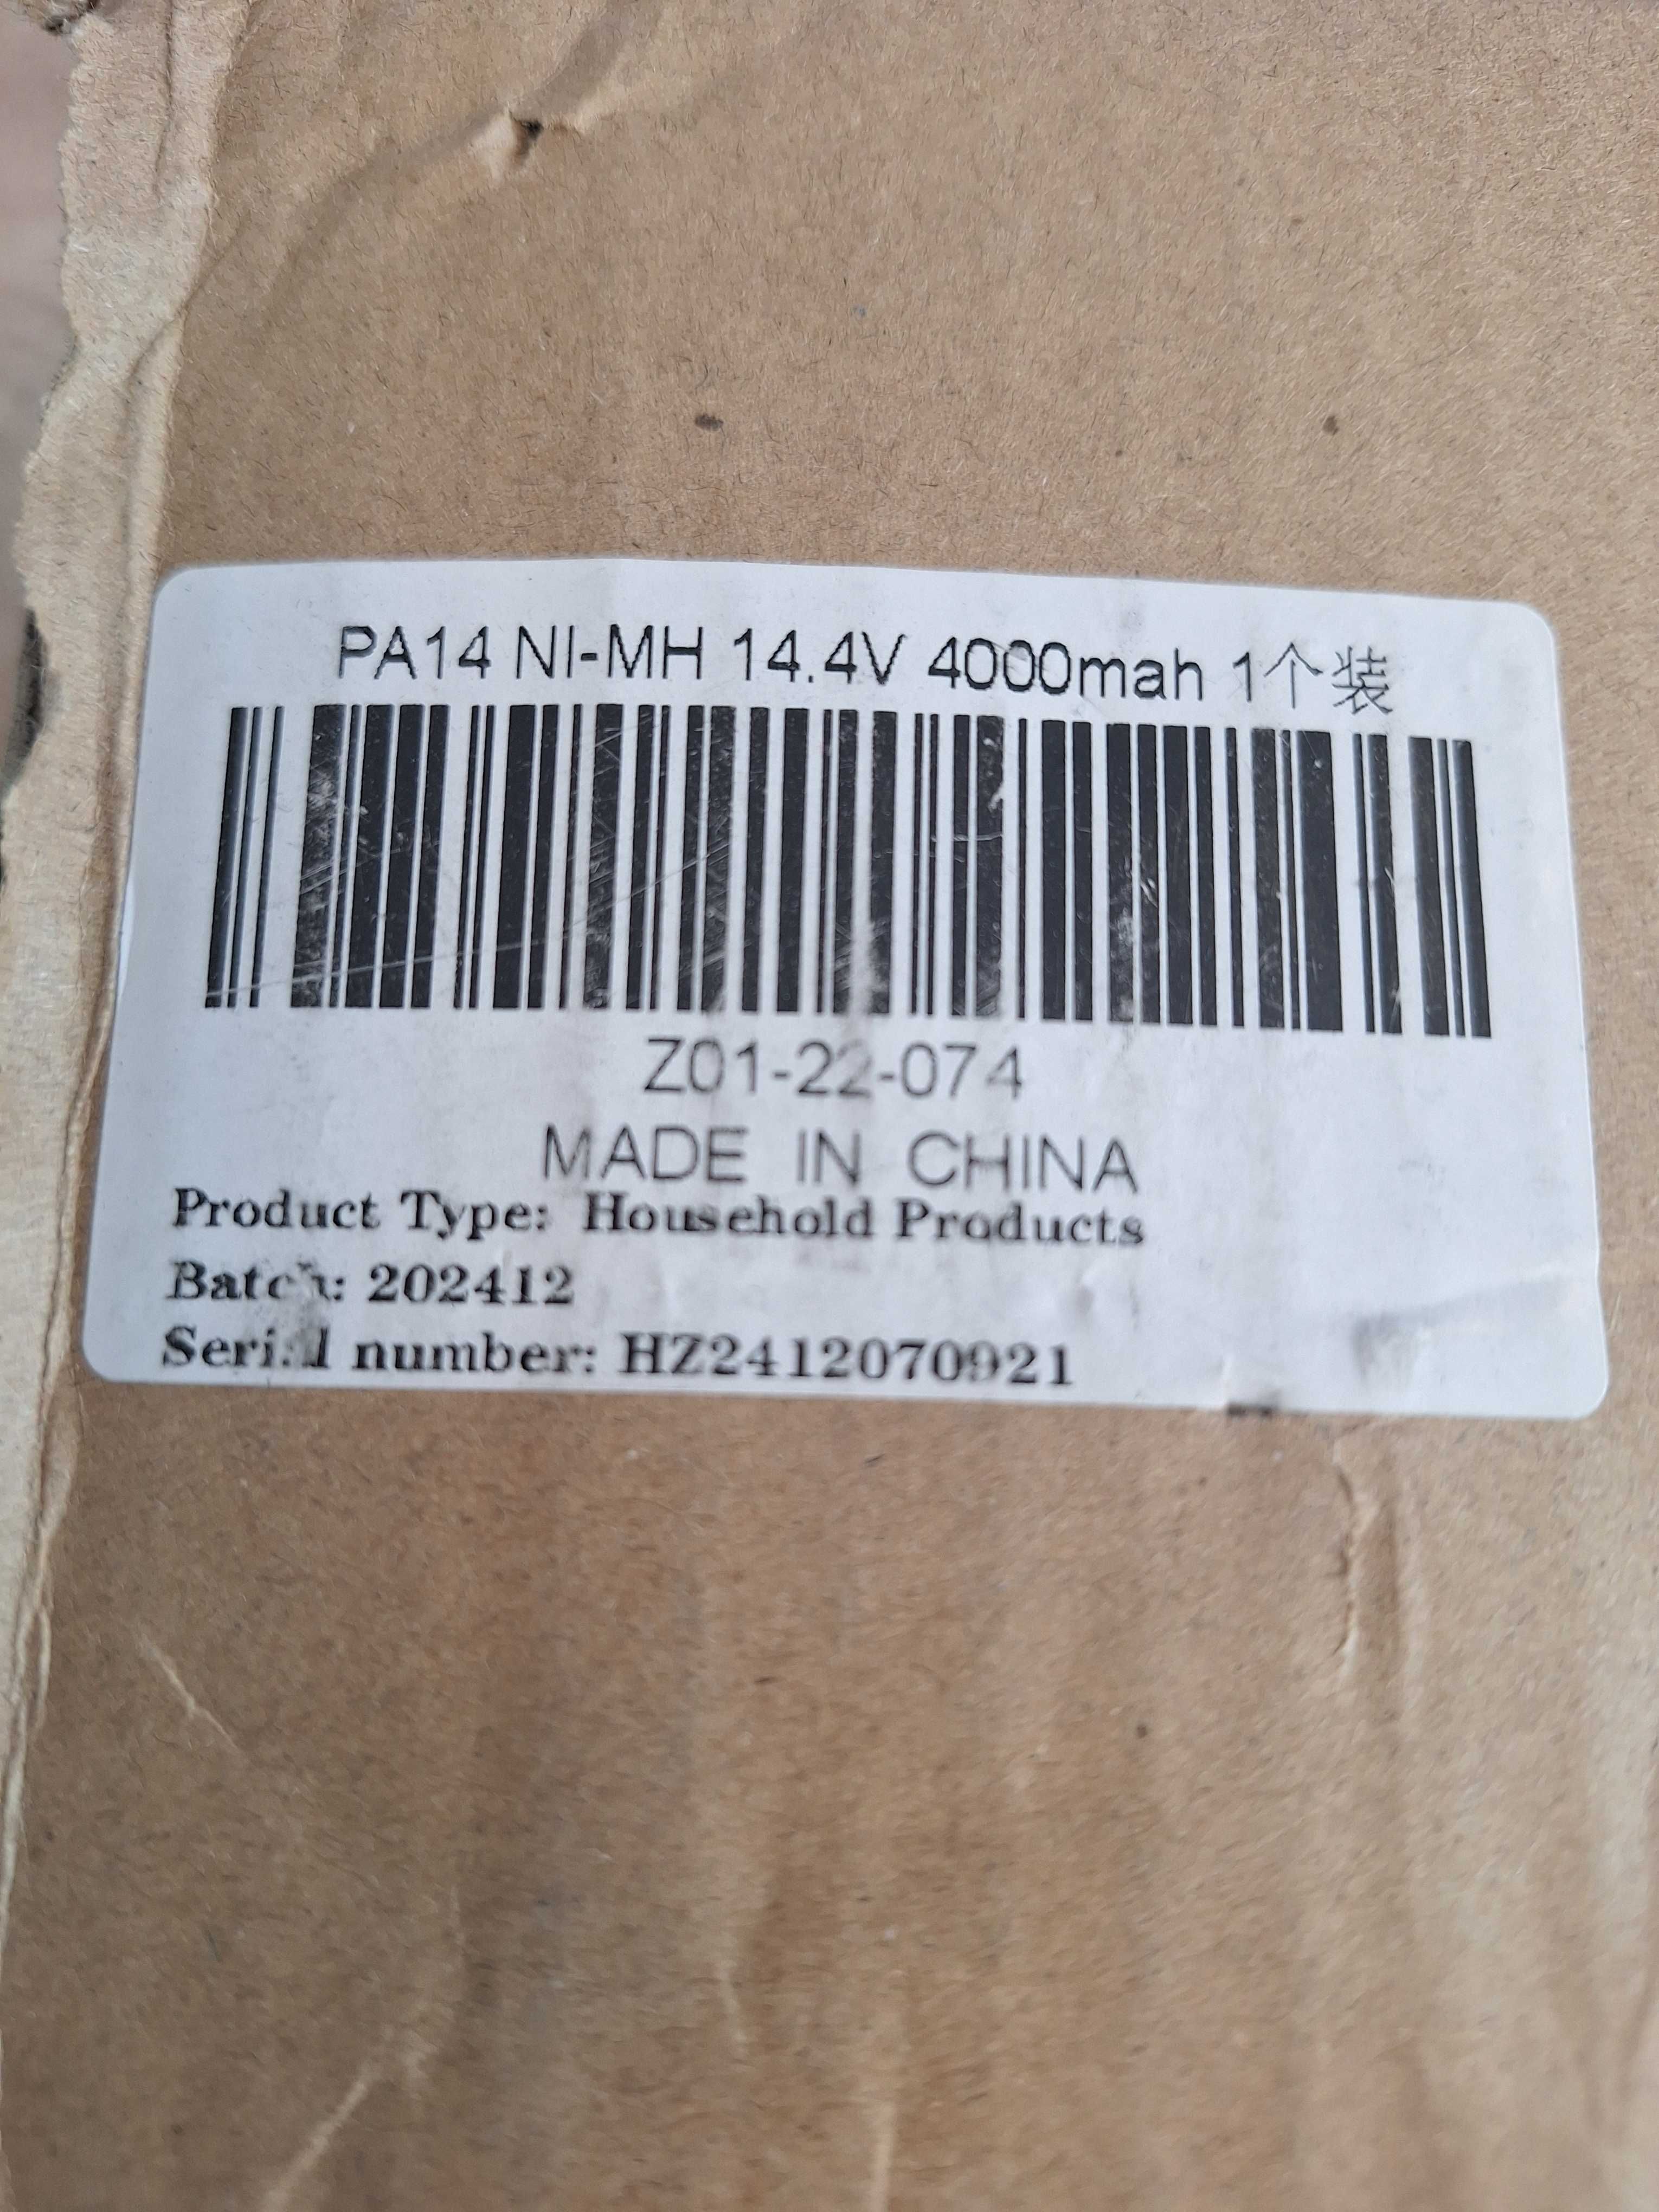 PA14 NI-MH 14.4V 4000mah 1个装
Z01-22-074
MADE IN CHINA
Product Type: Household Products
Batch: 202412
Serial number: HZ2412070921